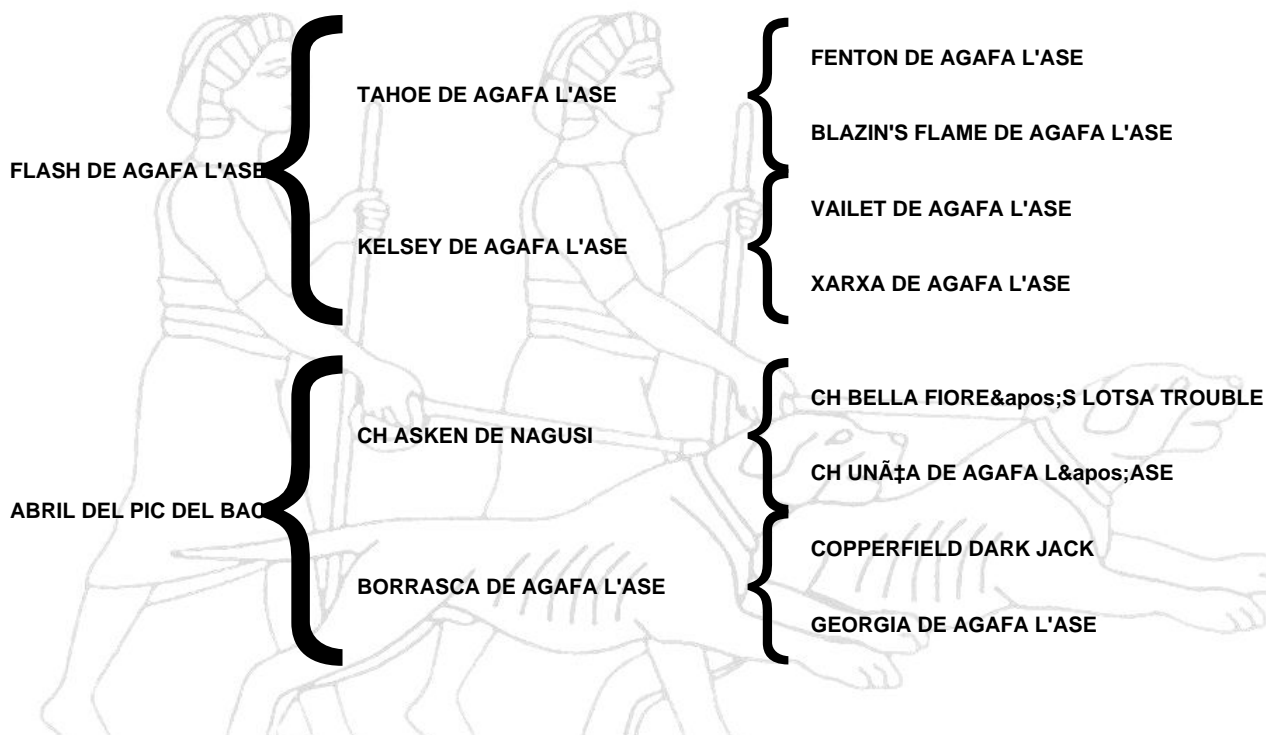 FENTON DE AGAFA L'ASE
TAHOE DE AGAFA L'ASE
BLAZIN'S FLAME DE AGAFA L'ASE
FLASH DE AGAFA L'ASE
VAILET DE AGAFA L'ASE
KELSEY DE AGAFA L'ASE
XARXA DE AGAFA L'ASE
CH BELLA FIORE&apos;S LOTSA TROUBLE
CH ASKEN DE NAGUSI
CH UNÃ‡A DE AGAFA L&apos;ASE
ABRIL DEL PIC DEL BAC
COPPERFIELD DARK JACK
BORRASCA DE AGAFA L'ASE
GEORGIA DE AGAFA L'ASE